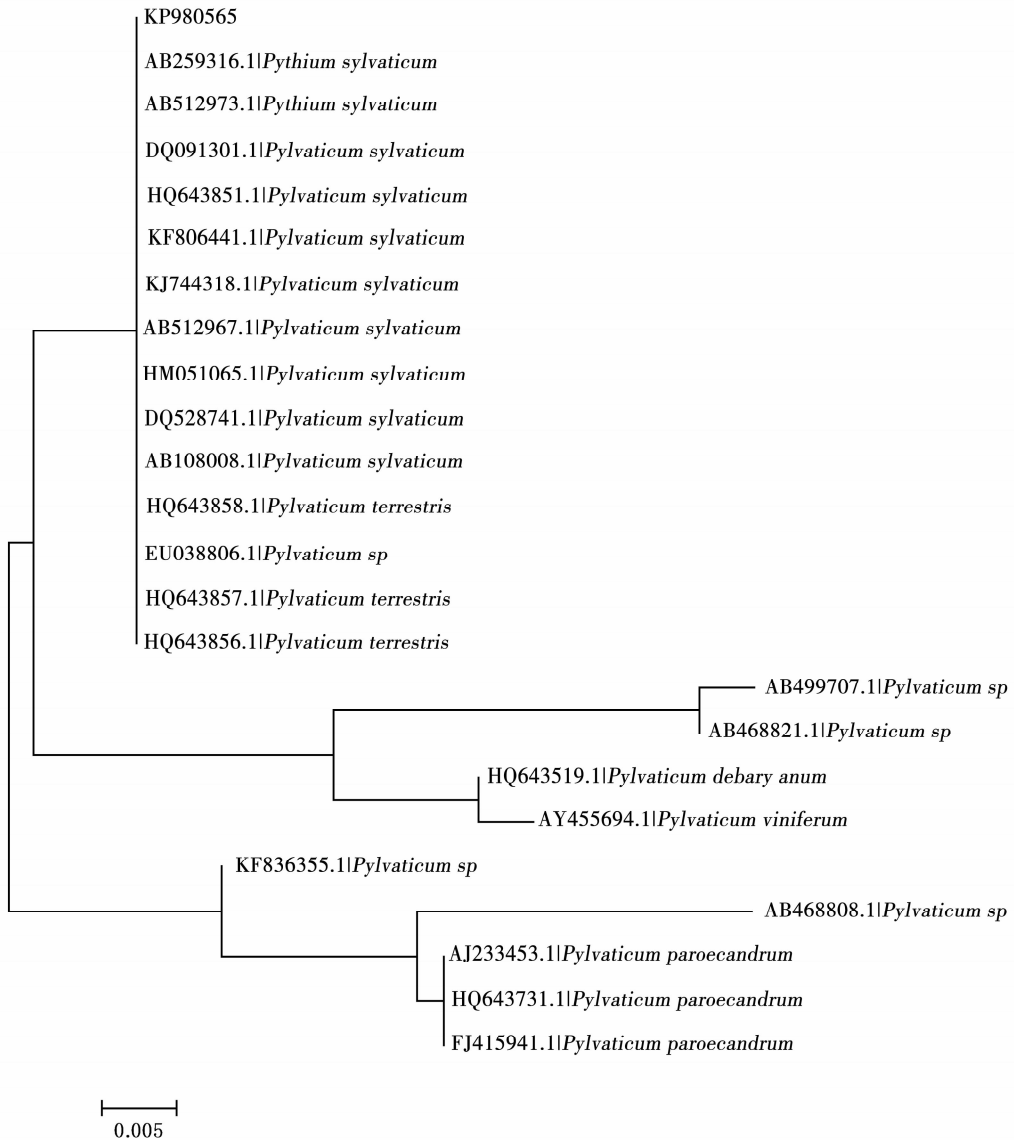 KP980565
AB259316.1|Pythium sylvaticum
AB512973.1|Pythium sylvaticum
DQ091301.1|Pylvaticum sylvaticum
HQ643851.1|Pylvaticum sylvaticum
KF806441.1|Pylvaticum sylvaticum
KJ744318.1|Pylvaticum sylvaticum
AB512967.1|Pylvaticum sylvaticum
HM051065.1|Pylvaticum sylvaticum
DQ528741.1|Pylvaticum sylvaticum
AB108008.1|Pylvaticum sylvaticum
HQ643858.1|Pylvaticum terrestris
EU038806.1|Pylvaticum sp
HQ643857.1|Pylvaticum terrestris
HQ643856.1|Pylvaticum terrestris
AB499707.1|Pylvaticum sp
AB468821.1|Pylvaticum sp
HQ643519.1|Pylvaticum debary anum
AY455694.1|Pylvaticum viniferum
KF836355.1|Pylvaticum sp
AB468808.1|Pylvaticum sp
AJ233453.1|Pylvaticum paroecandrum
HQ643731.1|Pylvaticum paroecandrum
FJ415941.1|Pylvaticum paroecandrum
0.005